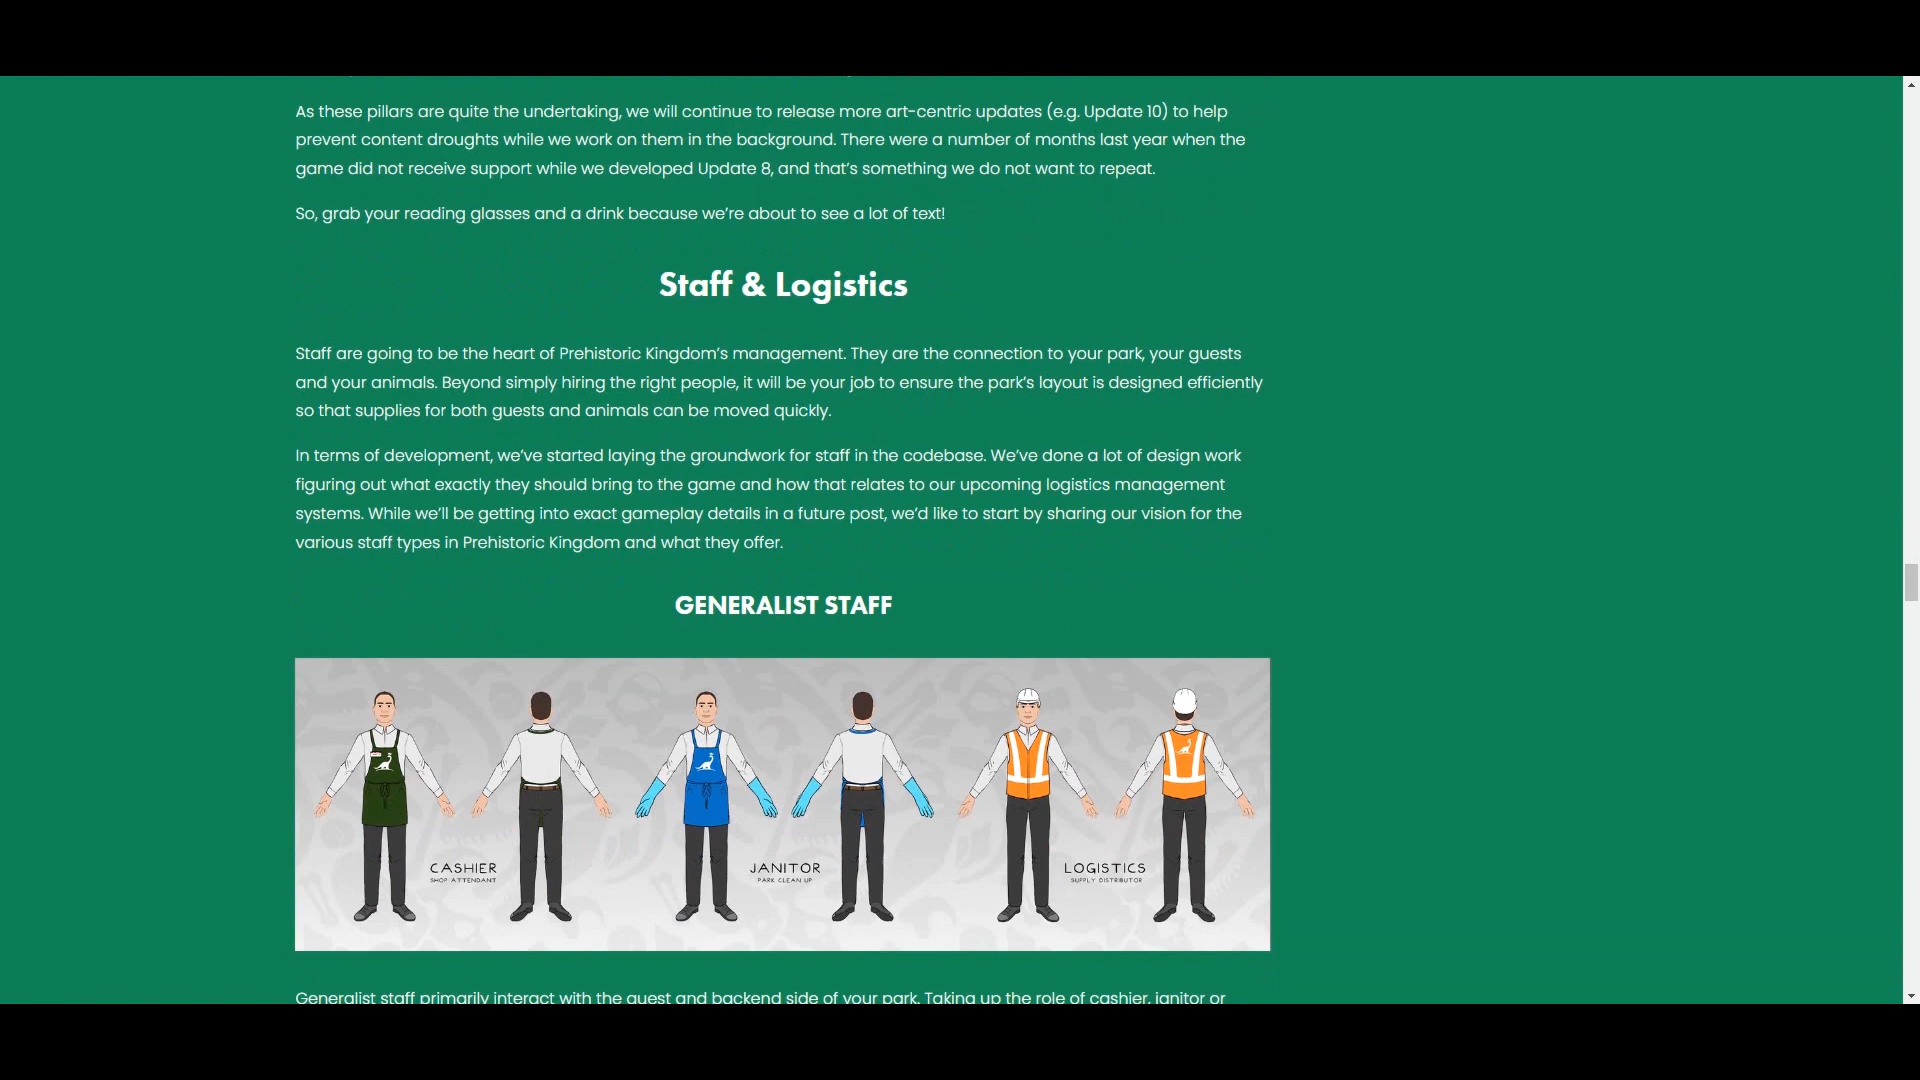 As these pillars are quite the undertaking, we will continue to release more art-centric updates (e.g. Update 10) to help
prevent content droughts while we work on them in the background. There were a number of months last year when the
game did not receive support while we developed Update 8, and that's something we do not want to repeat.
So, grab your reading glasses and a drink because we're about to see a lot of text!
Staff & Logistics
Staff are going to be the heart of Prehistoric Kingdom's management. They are the connection to your park, your guests
and your animals. Beyond simply hiring the right people, it will be your job to ensure the park's layout is designed efficiently
so that supplies for both guests and animals can be moved quickly.
In terms of development, we've started laying the groundwork for staff in the codebase. We've done a lot of design work
figuring out what exactly they should bring to the game and how that relates to our upcoming logistics management
systems. While we'll be getting into exact gameplay details in a future post, we'd like to start by sharing our vision for the
various staff types in Prehistoric Kingdom and what they offer.
GENERALIST STAFF
CASHIER
SHOP ATTENDANT
JANITOR
PARK CLEAN UP
LOGISTICS
SUPPLY DISTRIBUTOR
Generalist staff primarily interact with the guest and backend side of your park. Taking up the role of cashier, janitor or